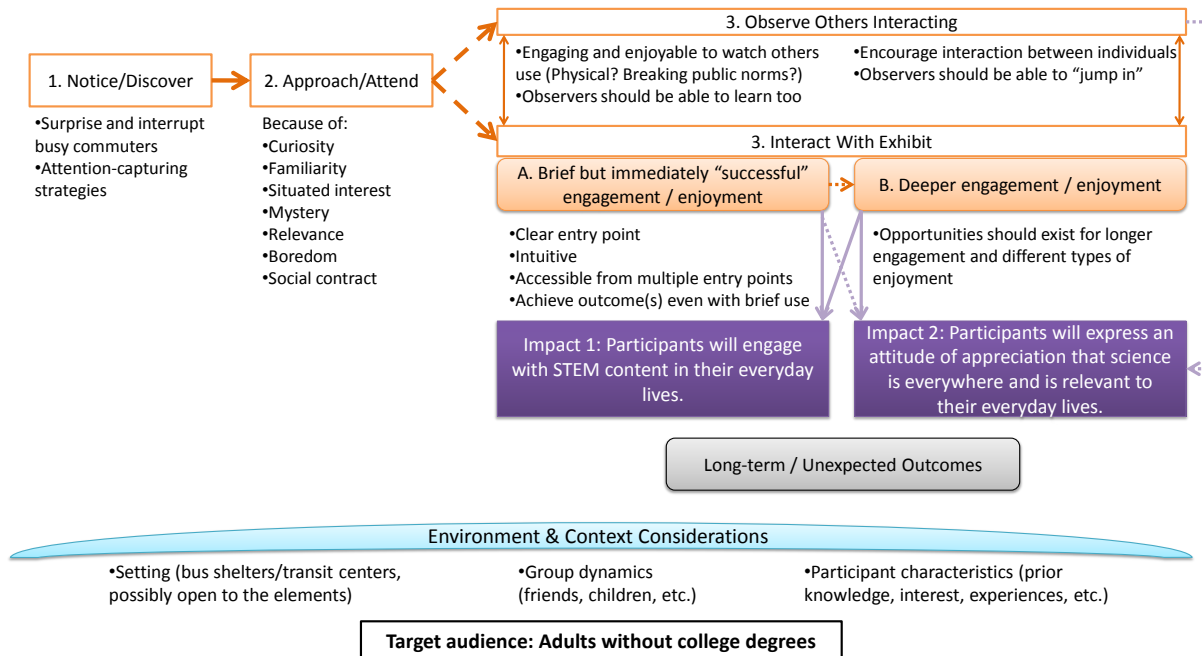 1. Notice/Discover
•Surprise and interrupt
busy commuters
•Attention-capturing
strategies
2. Approach/Attend
Because of:
•Curiosity
•Familiarity
•Situated interest
•Mystery
•Relevance
•Boredom
•Social contract
3. Observe Others Interacting
•Engaging and enjoyable to watch others
use (Physical? Breaking public norms?)
•Observers should be able to learn too
•Encourage interaction between individuals
•Observers should be able to “jump in”
3. Interact With Exhibit
A. Brief but immediately “successful”
engagement / enjoyment
•Clear entry point
•Intuitive
•Accessible from multiple entry points
•Achieve outcome(s) even with brief use
B. Deeper engagement / enjoyment
•Opportunities should exist for longer
engagement and different types of
enjoyment
Impact 1: Participants will engage
with STEM content in their everyday
lives.
Impact 2: Participants will express an
attitude of appreciation that science
is everywhere and is relevant to
their everyday lives.
Long-term / Unexpected Outcomes
Environment & Context Considerations
•Setting (bus shelters/transit centers,
possibly open to the elements)
•Group dynamics
(friends, children, etc.)
•Participant characteristics (prior
knowledge, interest, experiences, etc.)
Target audience: Adults without college degrees